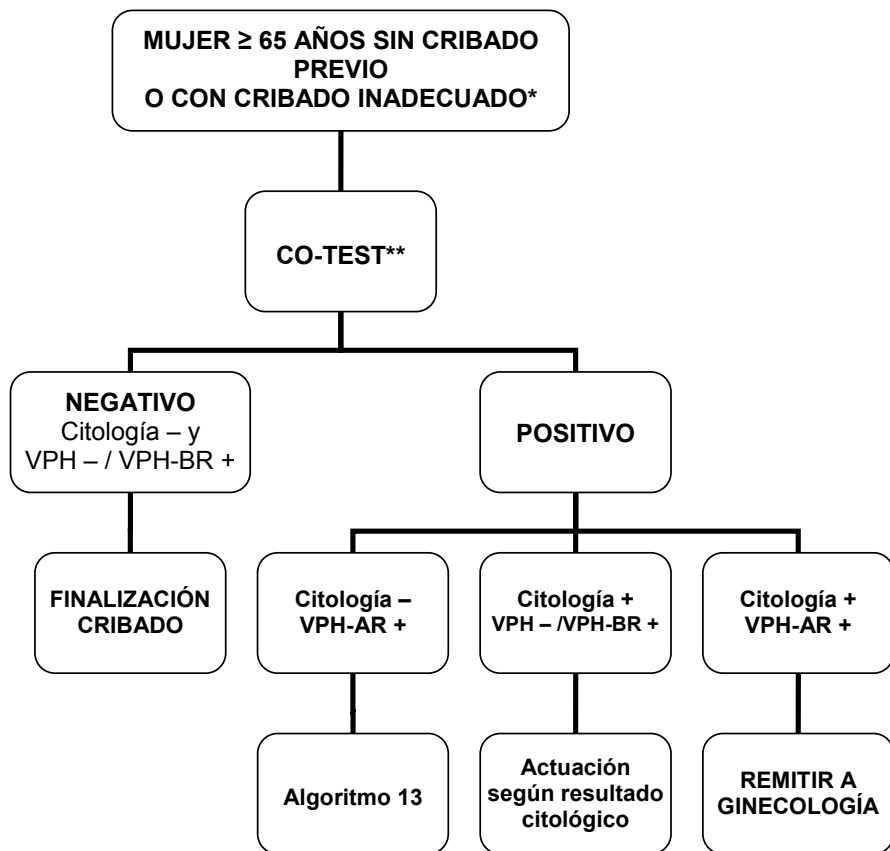 MUJER ≥ 65 AÑOS SIN CRIBADO
PREVIO
O CON CRIBADO INADECUADO*
CO-TEST**
NEGATIVO
Citología – y
VPH – / VPH-BR +
POSITIVO
FINALIZACIÓN
CRIBADO
Citología –
VPH-AR +
Citología +
VPH – /VPH-BR +
Citología +
VPH-AR +
Algoritmo 13
Actuación
según resultado
citológico
REMITIR A
GINECOLOGÍA